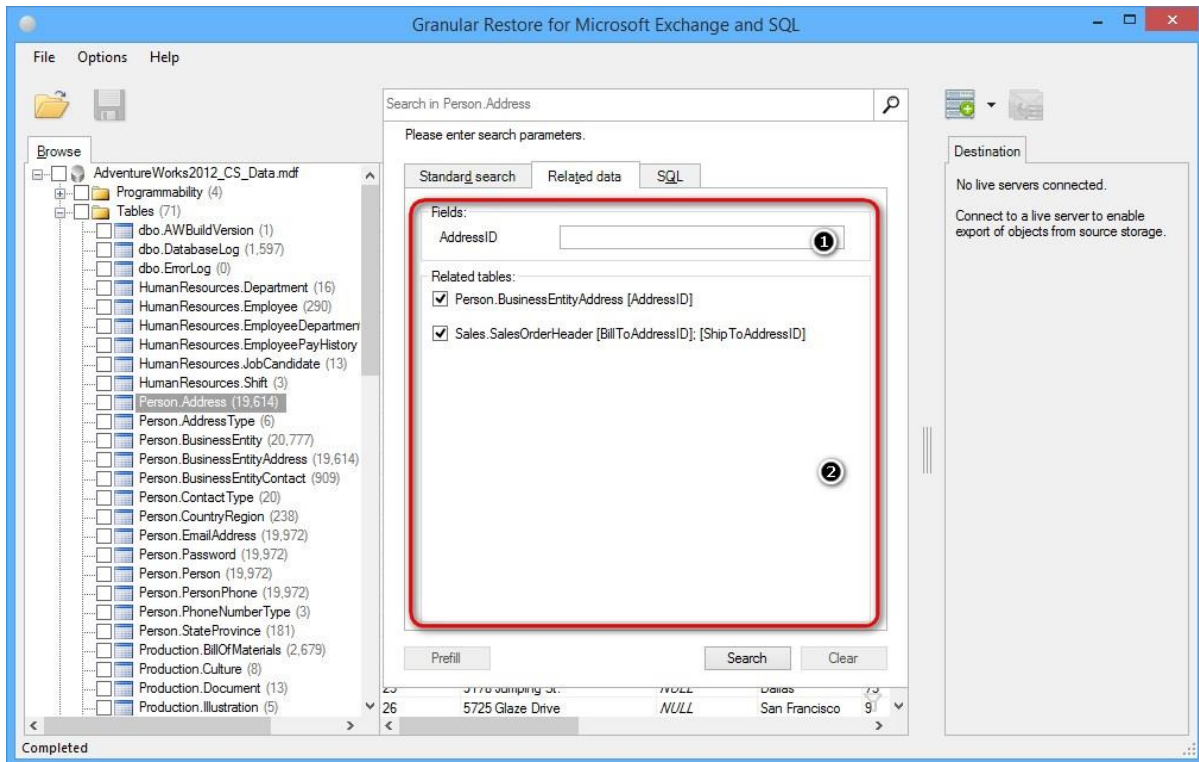 Granular Restore for Microsoft Exchange and SQL
File Options Help
Search in Person.Address
Please enter search parameters.
Browse
AdventureWorks2012_CS_Data.mdf
Programmability (4)
Tables (71)
dbo.AWBuildVersion (1)
dbo.DatabaseLog (1,597)
dbo.ErrorLog (0)
HumanResources.Department (16)
HumanResources.Employee (290)
HumanResources.EmployeeDepartmen
HumanResources.EmployeePayHistory
HumanResources.JobCandidate (13)
HumanResources.Shift (3)
Person.Address (19,614)
Person.AddressType (6)
Person.BusinessEntity (20,777)
Person.BusinessEntityAddress (19,614)
Person.BusinessEntityContact (909)
Person.ContactType (20)
Person.CountryRegion (238)
Person.EmailAddress (19,972)
Person.Password (19,972)
Person.Person (19,972)
Person.PersonPhone (19,972)
Person.PhoneNumberType (3)
Person.StateProvince (181)
Production.BillOfMaterials (2,679)
Production.Culture (8)
Production.Document (13)
Production.Illustration (5)
Standard search Related data SQL
Fields:
AddressID 1
Related tables:
Person.BusinessEntityAddress [AddressID]
Sales.SalesOrderHeader [BillToAddressID]; [ShipToAddressID]
2
Prefill Search Clear
26 5725 Glaze Drive NULL San Francisco 9
Destination
No live servers connected.
Connect to a live server to enable
export of objects from source storage.
Completed